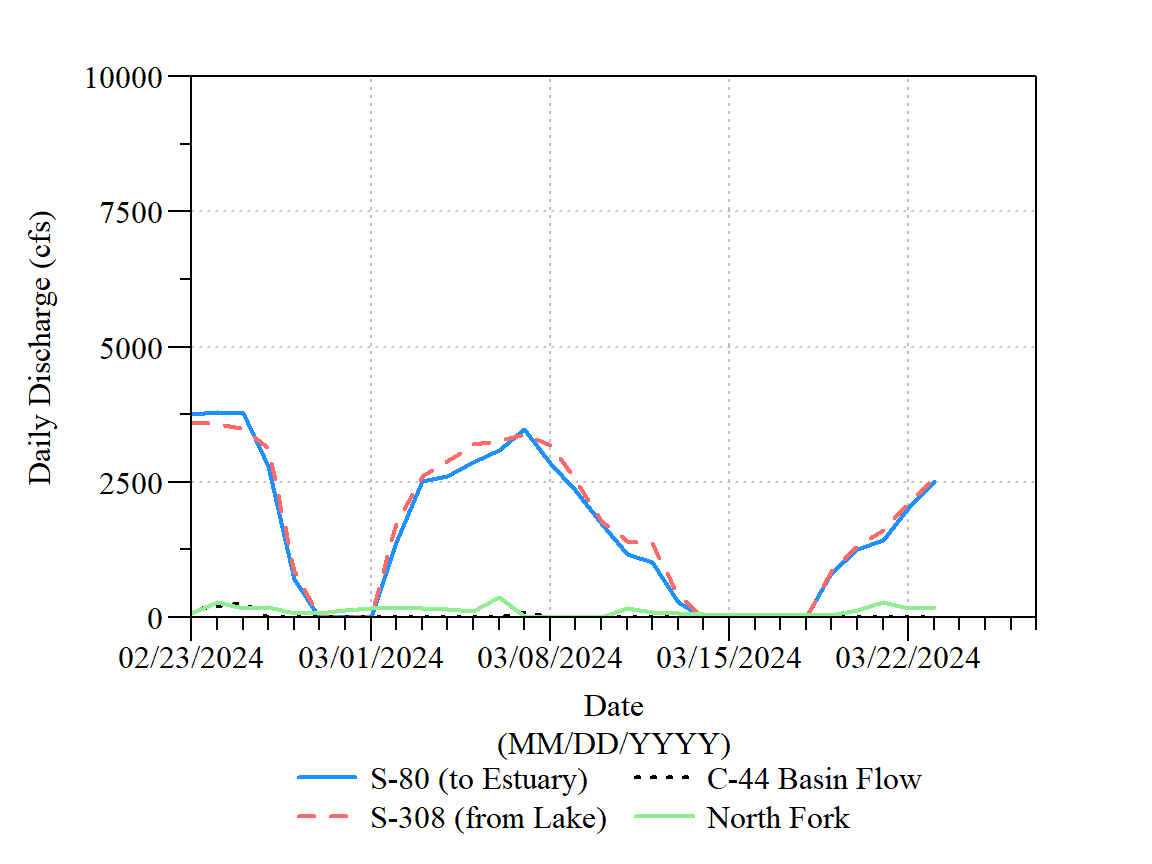 10000
7500
5000
2500
0
Daily Discharge (cfs)
02/23/2024 03/01/2024 03/08/2024 03/15/2024 03/22/2024
Date
(MM/DD/YYYY)
S-80 (to Estuary) C-44 Basin Flow
S-308 (from Lake) North Fork